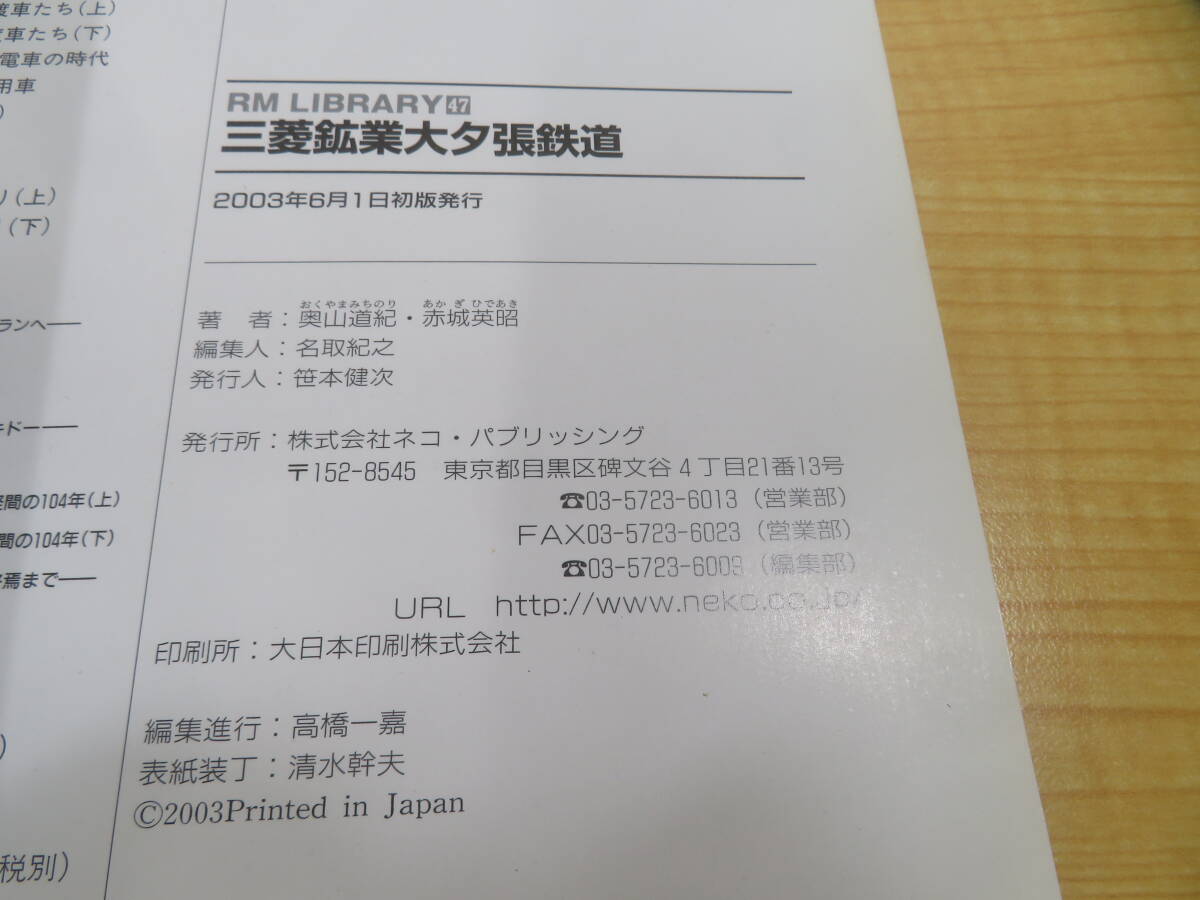 度車たち(上)
車たち(下)
電車の時代
用車
)
リ(上)
(下)
ランへ——
ドー——
間の104年(上)
間の104年(下)
焉まで——
)
税別)
RM LIBRARY 47
三菱鉱業大夕張鉄道
2003年6月1日初版発行
おくやまみちのり あかぎひであき
著 者：奥山道紀・赤城英昭
編集人：名取紀之
発行人：笹本健次
発行所：株式会社ネコ・パブリッシング
〒152-8545 東京都目黒区碑文谷4丁目21番13号
☎03-5723-6013（営業部）
FAX03-5723-6023（営業部）
☎03-5723-6009（編集部）
URL http://www.neko.co.jp/
印刷所：大日本印刷株式会社
編集進行：高橋一嘉
表紙装丁：清水幹夫
©2003Printed in Japan